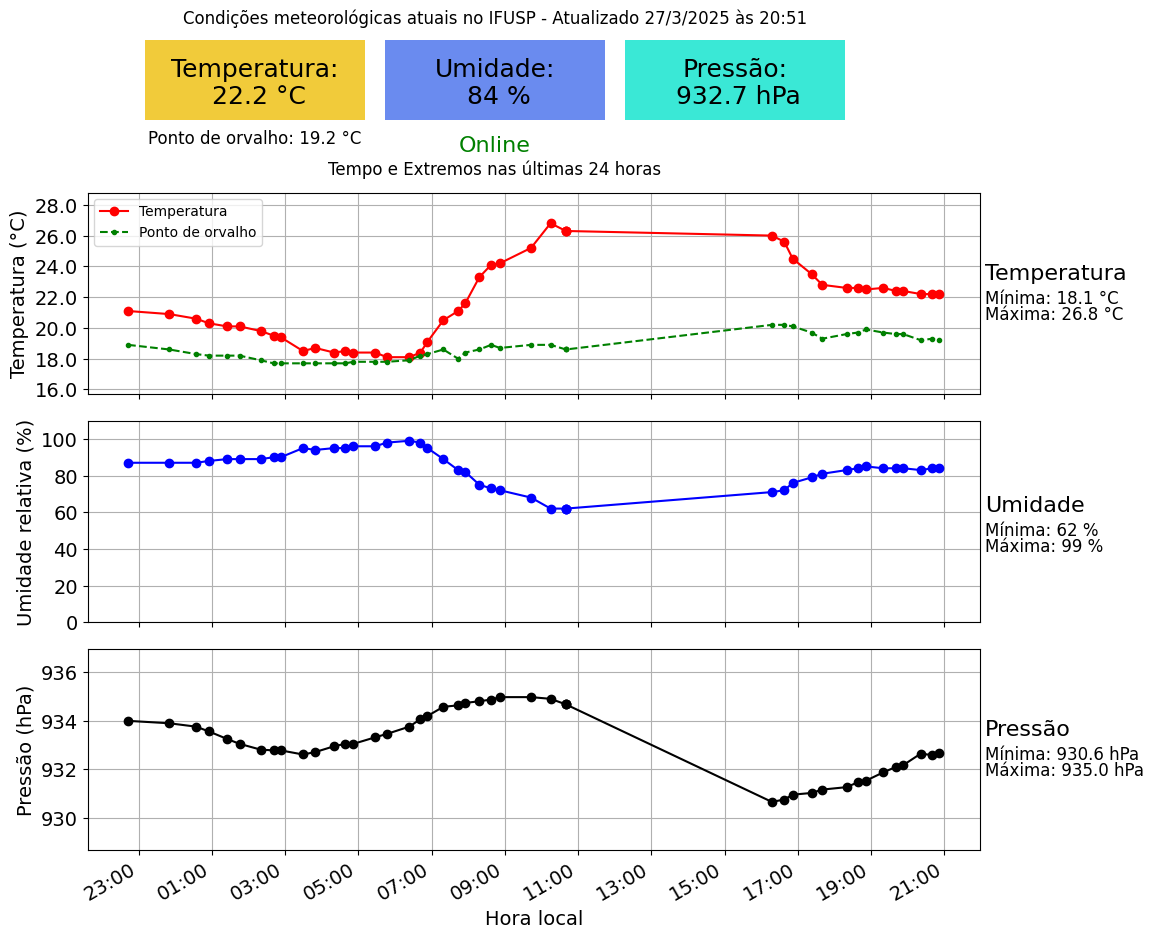 Condições meteorológicas atuais no IFUSP - Atualizado 27/3/2025 às 20:51
Temperatura:
22.2 °C
Umidade:
84 %
Pressão:
932.7 hPa
Ponto de orvalho: 19.2 °C
Online
Tempo e Extremos nas últimas 24 horas
Temperatura (°C)
28.0
26.0
24.0
22.0
20.0
18.0
16.0
Temperatura
Ponto de orvalho
Temperatura
Mínima: 18.1 °C
Máxima: 26.8 °C
Umidade relativa (%)
100
80
60
40
20
0
Umidade
Mínima: 62 %
Máxima: 99 %
Pressão (hPa)
936
934
932
930
Pressão
Mínima: 930.6 hPa
Máxima: 935.0 hPa
23:00 01:00 03:00 05:00 07:00 09:00 11:00 13:00 15:00 17:00 19:00 21:00
Hora local